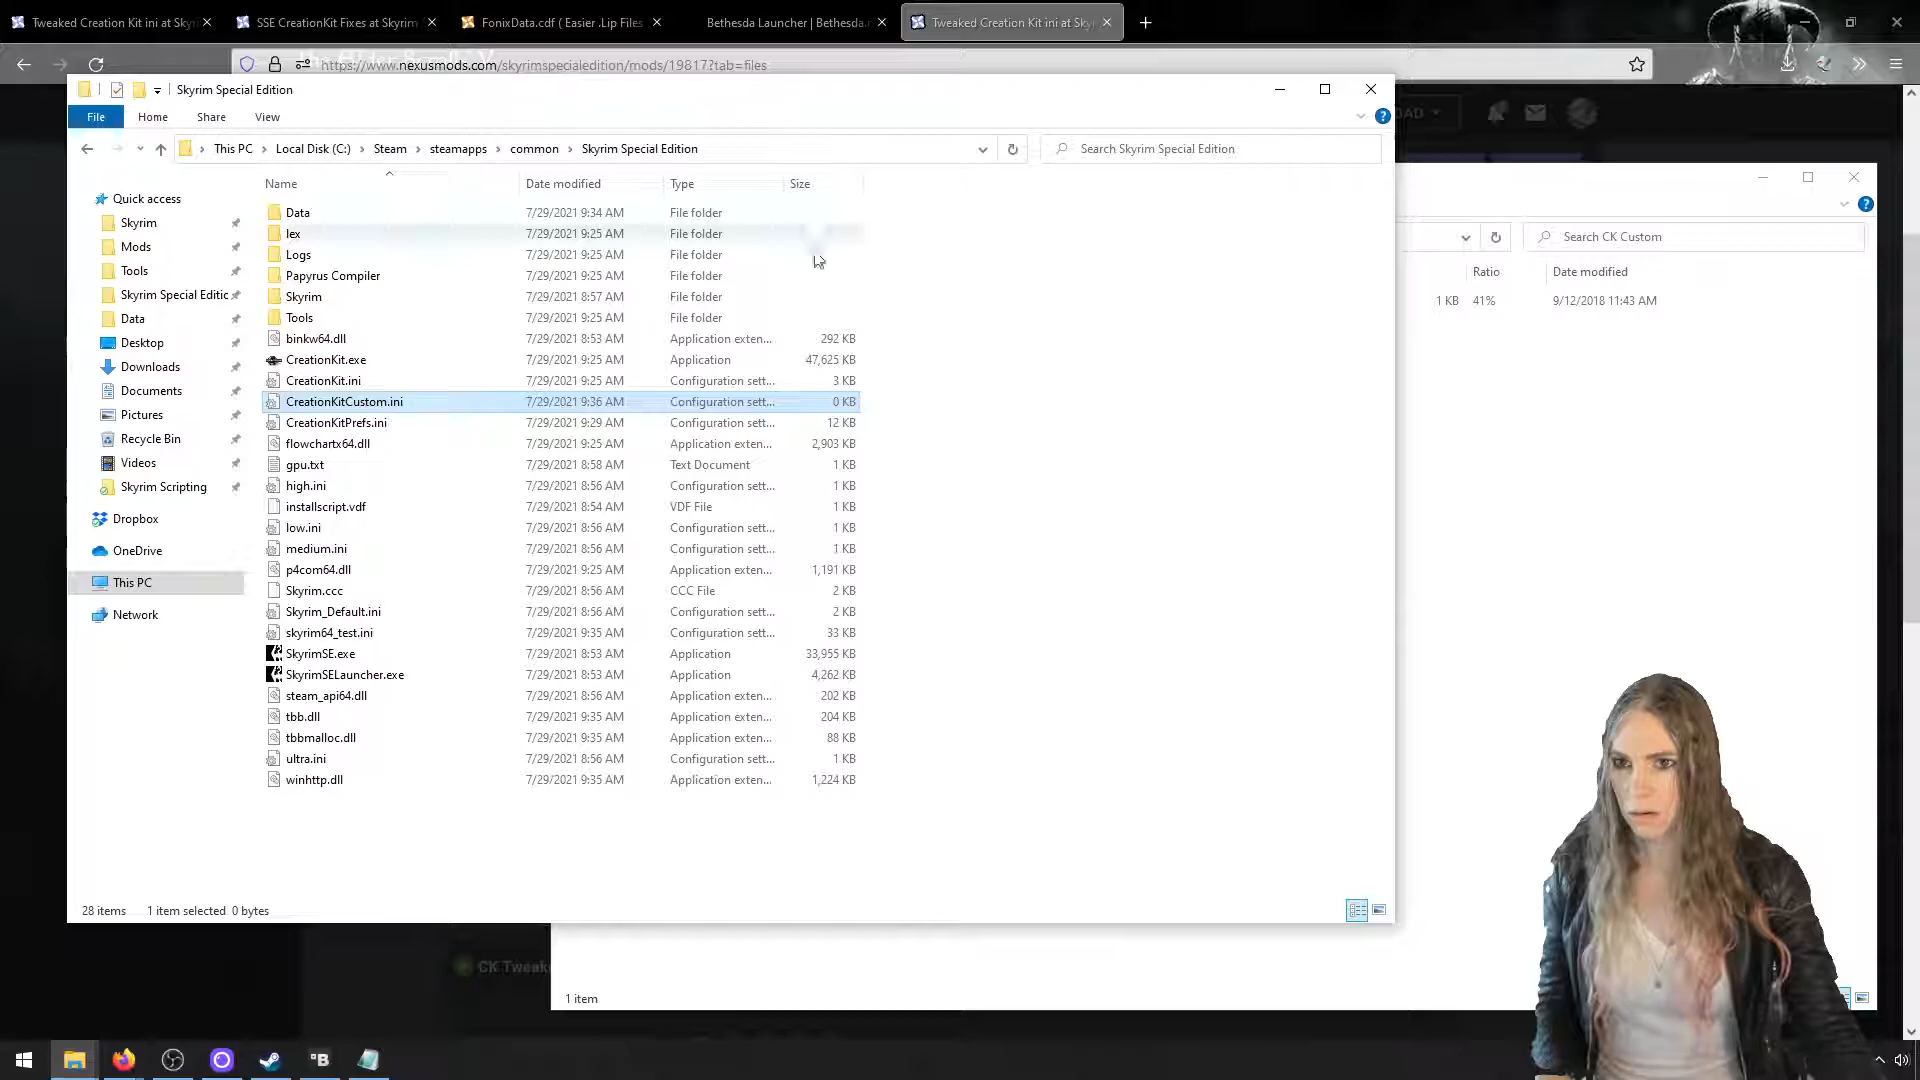 Tweaked Creation Kit ini at Sky
SSE CreationKit Fixes at Skyrim
FonixData.cdf ( Easier .Lip Files
Bethesda Launcher | Bethesda.n
Tweaked Creation Kit ini at Sky
https://www.nexusmods.com/skyrimspecialedition/mods/19817?tab=files
Skyrim Special Edition
File
Home
Share
View
This PC
Local Disk (C:)
Steam
steamapps
common
Skyrim Special Edition
Search Skyrim Special Edition
Search CK Custom
Name
Date modified
Type
Size
Ratio
Date modified
1 KB
41%
9/12/2018 11:43 AM
Quick access
Skyrim
Mods
Tools
Skyrim Special Editic
Data
Desktop
Downloads
Documents
Pictures
Recycle Bin
Videos
Skyrim Scripting
Dropbox
OneDrive
This PC
Network
Data 7/29/2021 9:34 AM File folder
lex 7/29/2021 9:25 AM File folder
Logs 7/29/2021 9:25 AM File folder
Papyrus Compiler 7/29/2021 9:25 AM File folder
Skyrim 7/29/2021 8:57 AM File folder
Tools 7/29/2021 9:25 AM File folder
binkw64.dll 7/29/2021 8:53 AM Application exten... 292 KB
CreationKit.exe 7/29/2021 9:25 AM Application 47,625 KB
CreationKit.ini 7/29/2021 9:25 AM Configuration sett... 3 KB
CreationKitCustom.ini 7/29/2021 9:36 AM Configuration sett... 0 KB
CreationKitPrefs.ini 7/29/2021 9:29 AM Configuration sett... 12 KB
flowchartx64.dll 7/29/2021 9:25 AM Application exten... 2,903 KB
gpu.txt 7/29/2021 8:58 AM Text Document 1 KB
high.ini 7/29/2021 8:56 AM Configuration sett... 1 KB
installscript.vdf 7/29/2021 8:54 AM VDF File 1 KB
low.ini 7/29/2021 8:56 AM Configuration sett... 1 KB
medium.ini 7/29/2021 8:56 AM Configuration sett... 1 KB
p4com64.dll 7/29/2021 9:25 AM Application exten... 1,191 KB
Skyrim.ccc 7/29/2021 8:56 AM CCC File 2 KB
Skyrim_Default.ini 7/29/2021 8:56 AM Configuration sett... 2 KB
skyrim64_test.ini 7/29/2021 9:35 AM Configuration sett... 33 KB
SkyrimSE.exe 7/29/2021 8:53 AM Application 33,955 KB
SkyrimSELauncher.exe 7/29/2021 8:53 AM Application 4,262 KB
steam_api64.dll 7/29/2021 8:56 AM Application exten... 202 KB
tbb.dll 7/29/2021 9:35 AM Application exten... 204 KB
tbbmalloc.dll 7/29/2021 9:35 AM Application exten... 88 KB
ultra.ini 7/29/2021 8:56 AM Configuration sett... 1 KB
winhttp.dll 7/29/2021 9:35 AM Application exten... 1,224 KB
28 items
1 item selected 0 bytes
CK Tweak
1 item